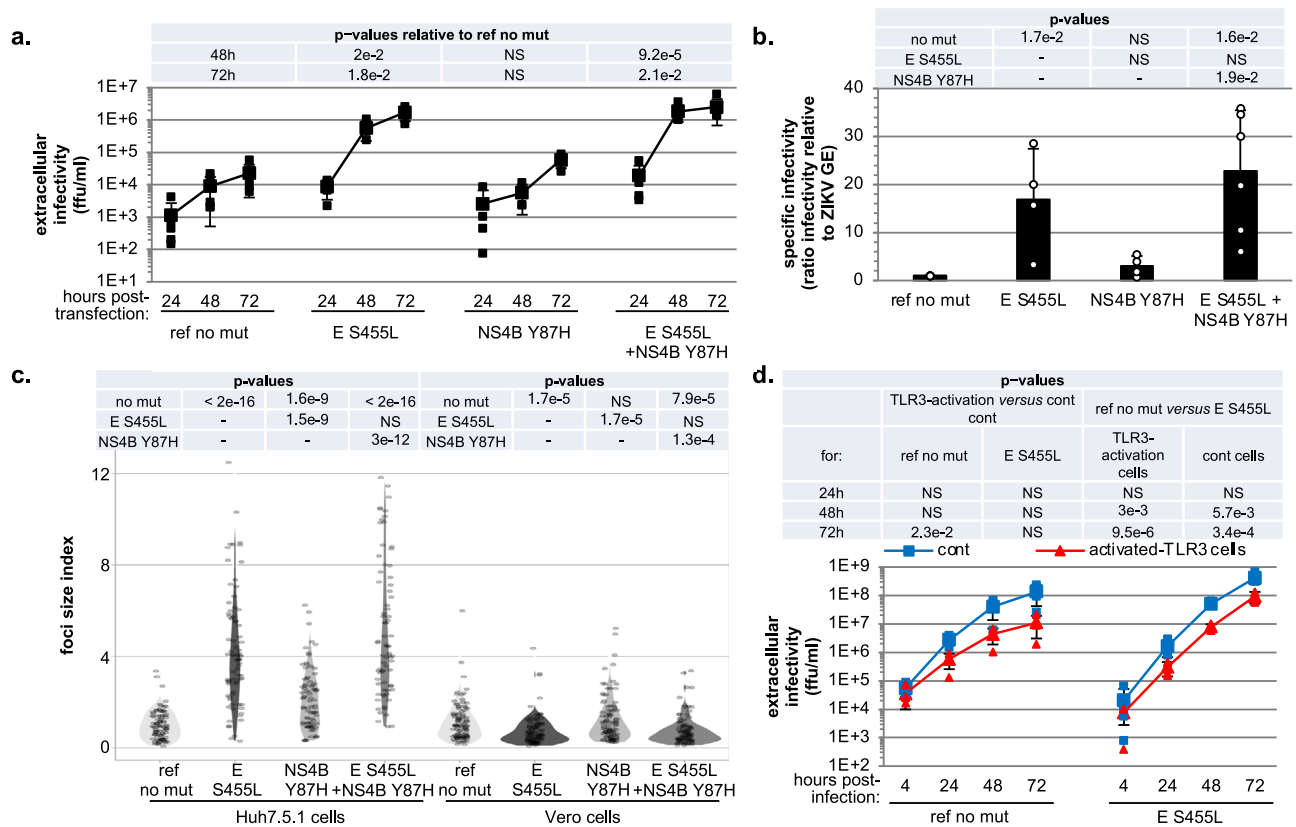 a.
p−values relative to ref no mut
48h 2e-2 NS 9.2e-5
72h 1.8e-2 NS 2.1e-2
extracellular infectivity (ffu/ml)
1E+7
1E+6
1E+5
1E+4
1E+3
1E+2
1E+1
hours post-transfection:
24 48 72 24 48 72 24 48 72 24 48 72
ref no mut E S455L NS4B Y87H E S455L
+NS4B Y87H
b.
p-values
no mut 1.7e-2 NS 1.6e-2
E S455L - NS NS
NS4B Y87H - - 1.9e-2
specific infectivity
(ratio infectivity relative
to ZIKV GE)
40
30
20
10
0
ref no mut E S455L NS4B Y87H E S455L +
NS4B Y87H
c.
p-values p-values
no mut < 2e-16 1.6e-9 < 2e-16 no mut 1.7e-5 NS 7.9e-5
E S455L - 1.5e-9 NS E S455L - 1.7e-5 NS
NS4B Y87H - - 3e-12 NS4B Y87H - - 1.3e-4
foci size index
12
8
4
0
ref E NS4B E S455L ref E NS4B E S455L
no mut S455L Y87H +NS4B Y87H no mut S455L Y87H +NS4B Y87H
Huh7.5.1 cells Vero cells
d.
p−values
TLR3-activation versus cont
cont
ref no mut versus E S455L
for: ref no mut E S455L TLR3-
activation
cells cont cells
24h NS NS NS NS
48h NS NS 3e-3 5.7e-3
72h 2.3e-2 NS 9.5e-6 3.4e-4
cont activated-TLR3 cells
extracellular
infectivity
(ffu/ml)
1E+9
1E+8
1E+7
1E+6
1E+5
1E+4
1E+3
1E+2
hours post-infection:
4 24 48 72 4 24 48 72
ref no mut E S455L